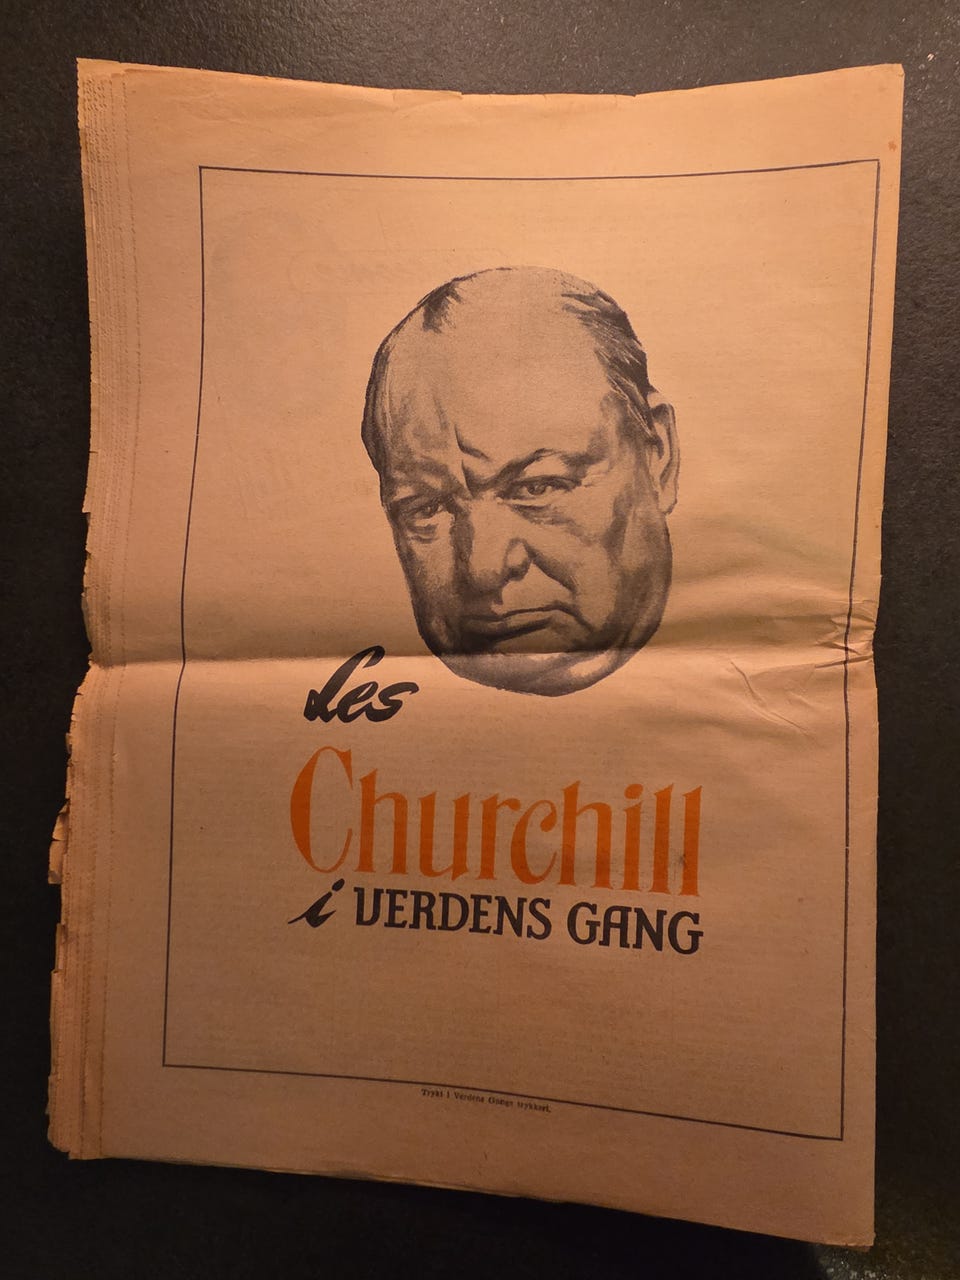 Les
Churchill
i VERDENS GANG
Trykt i Verdens Gangs trykkeri.